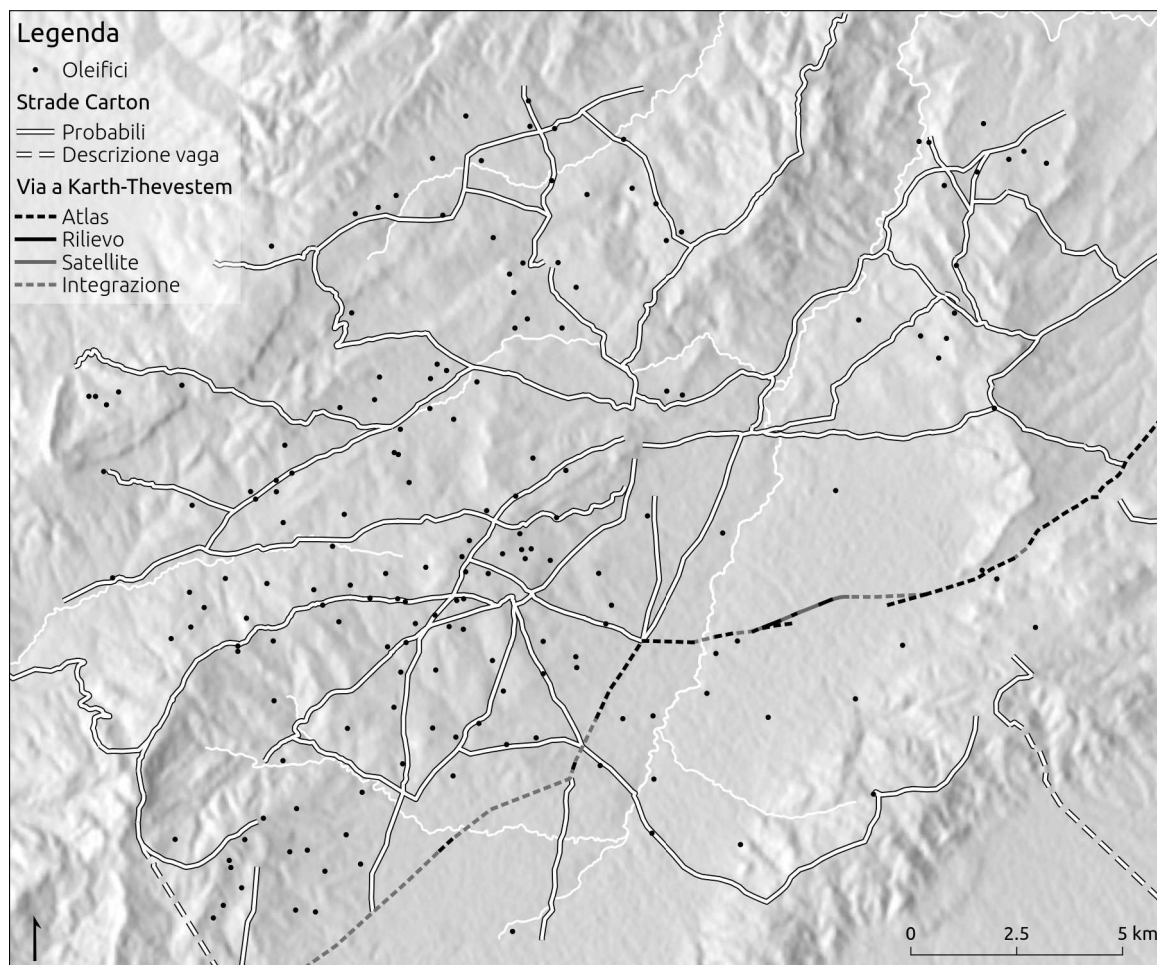 Legenda
Oleifici
Strade Carton
Probabili
Descrizione vaga
Via a Karth-Thevestem
Atlas
Rilievo
Satellite
Integrazione
0 2.5 5 km